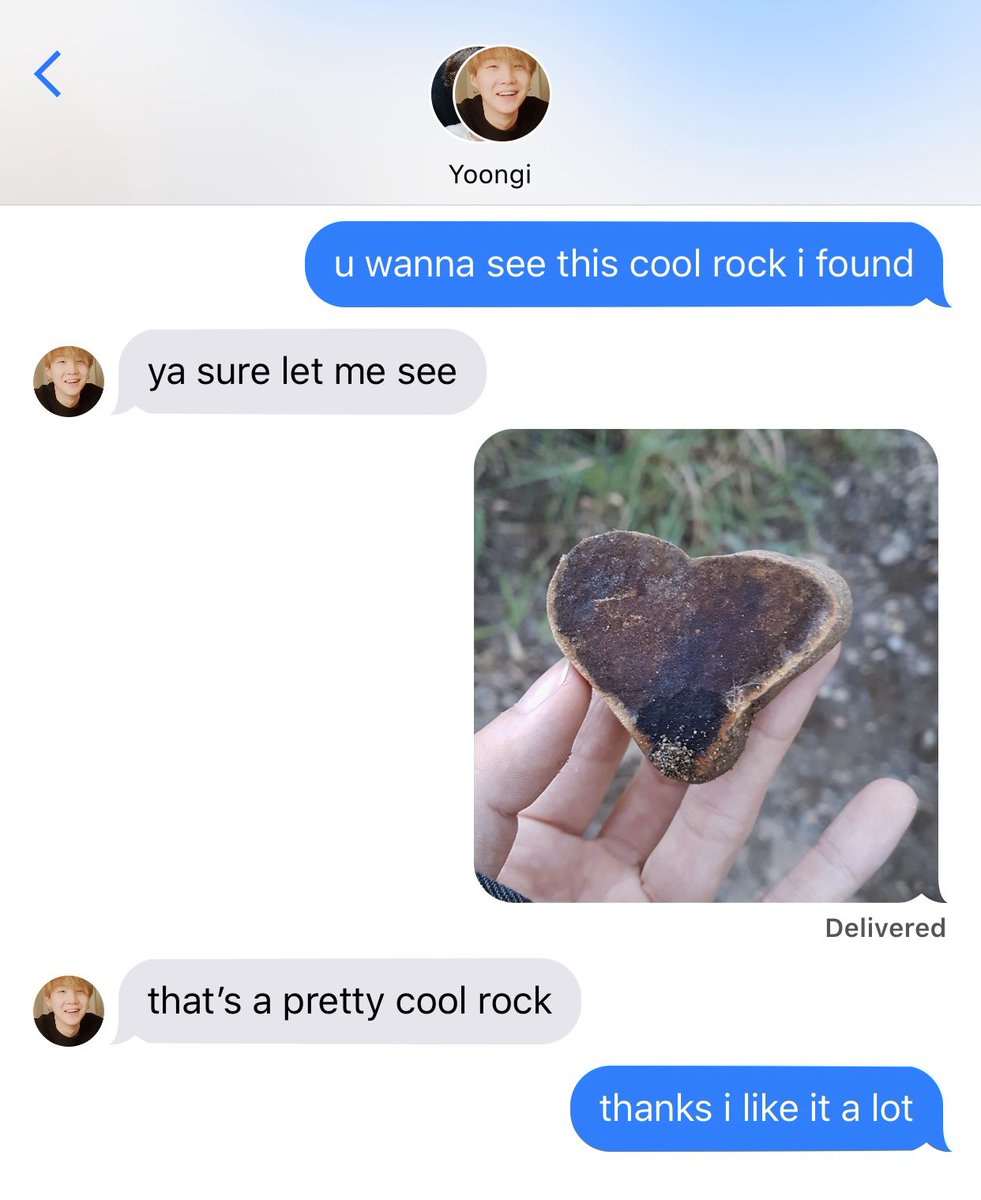 Yoongi
u wanna see this cool rock i found
ya sure let me see
Delivered
that’s a pretty cool rock
thanks i like it a lot